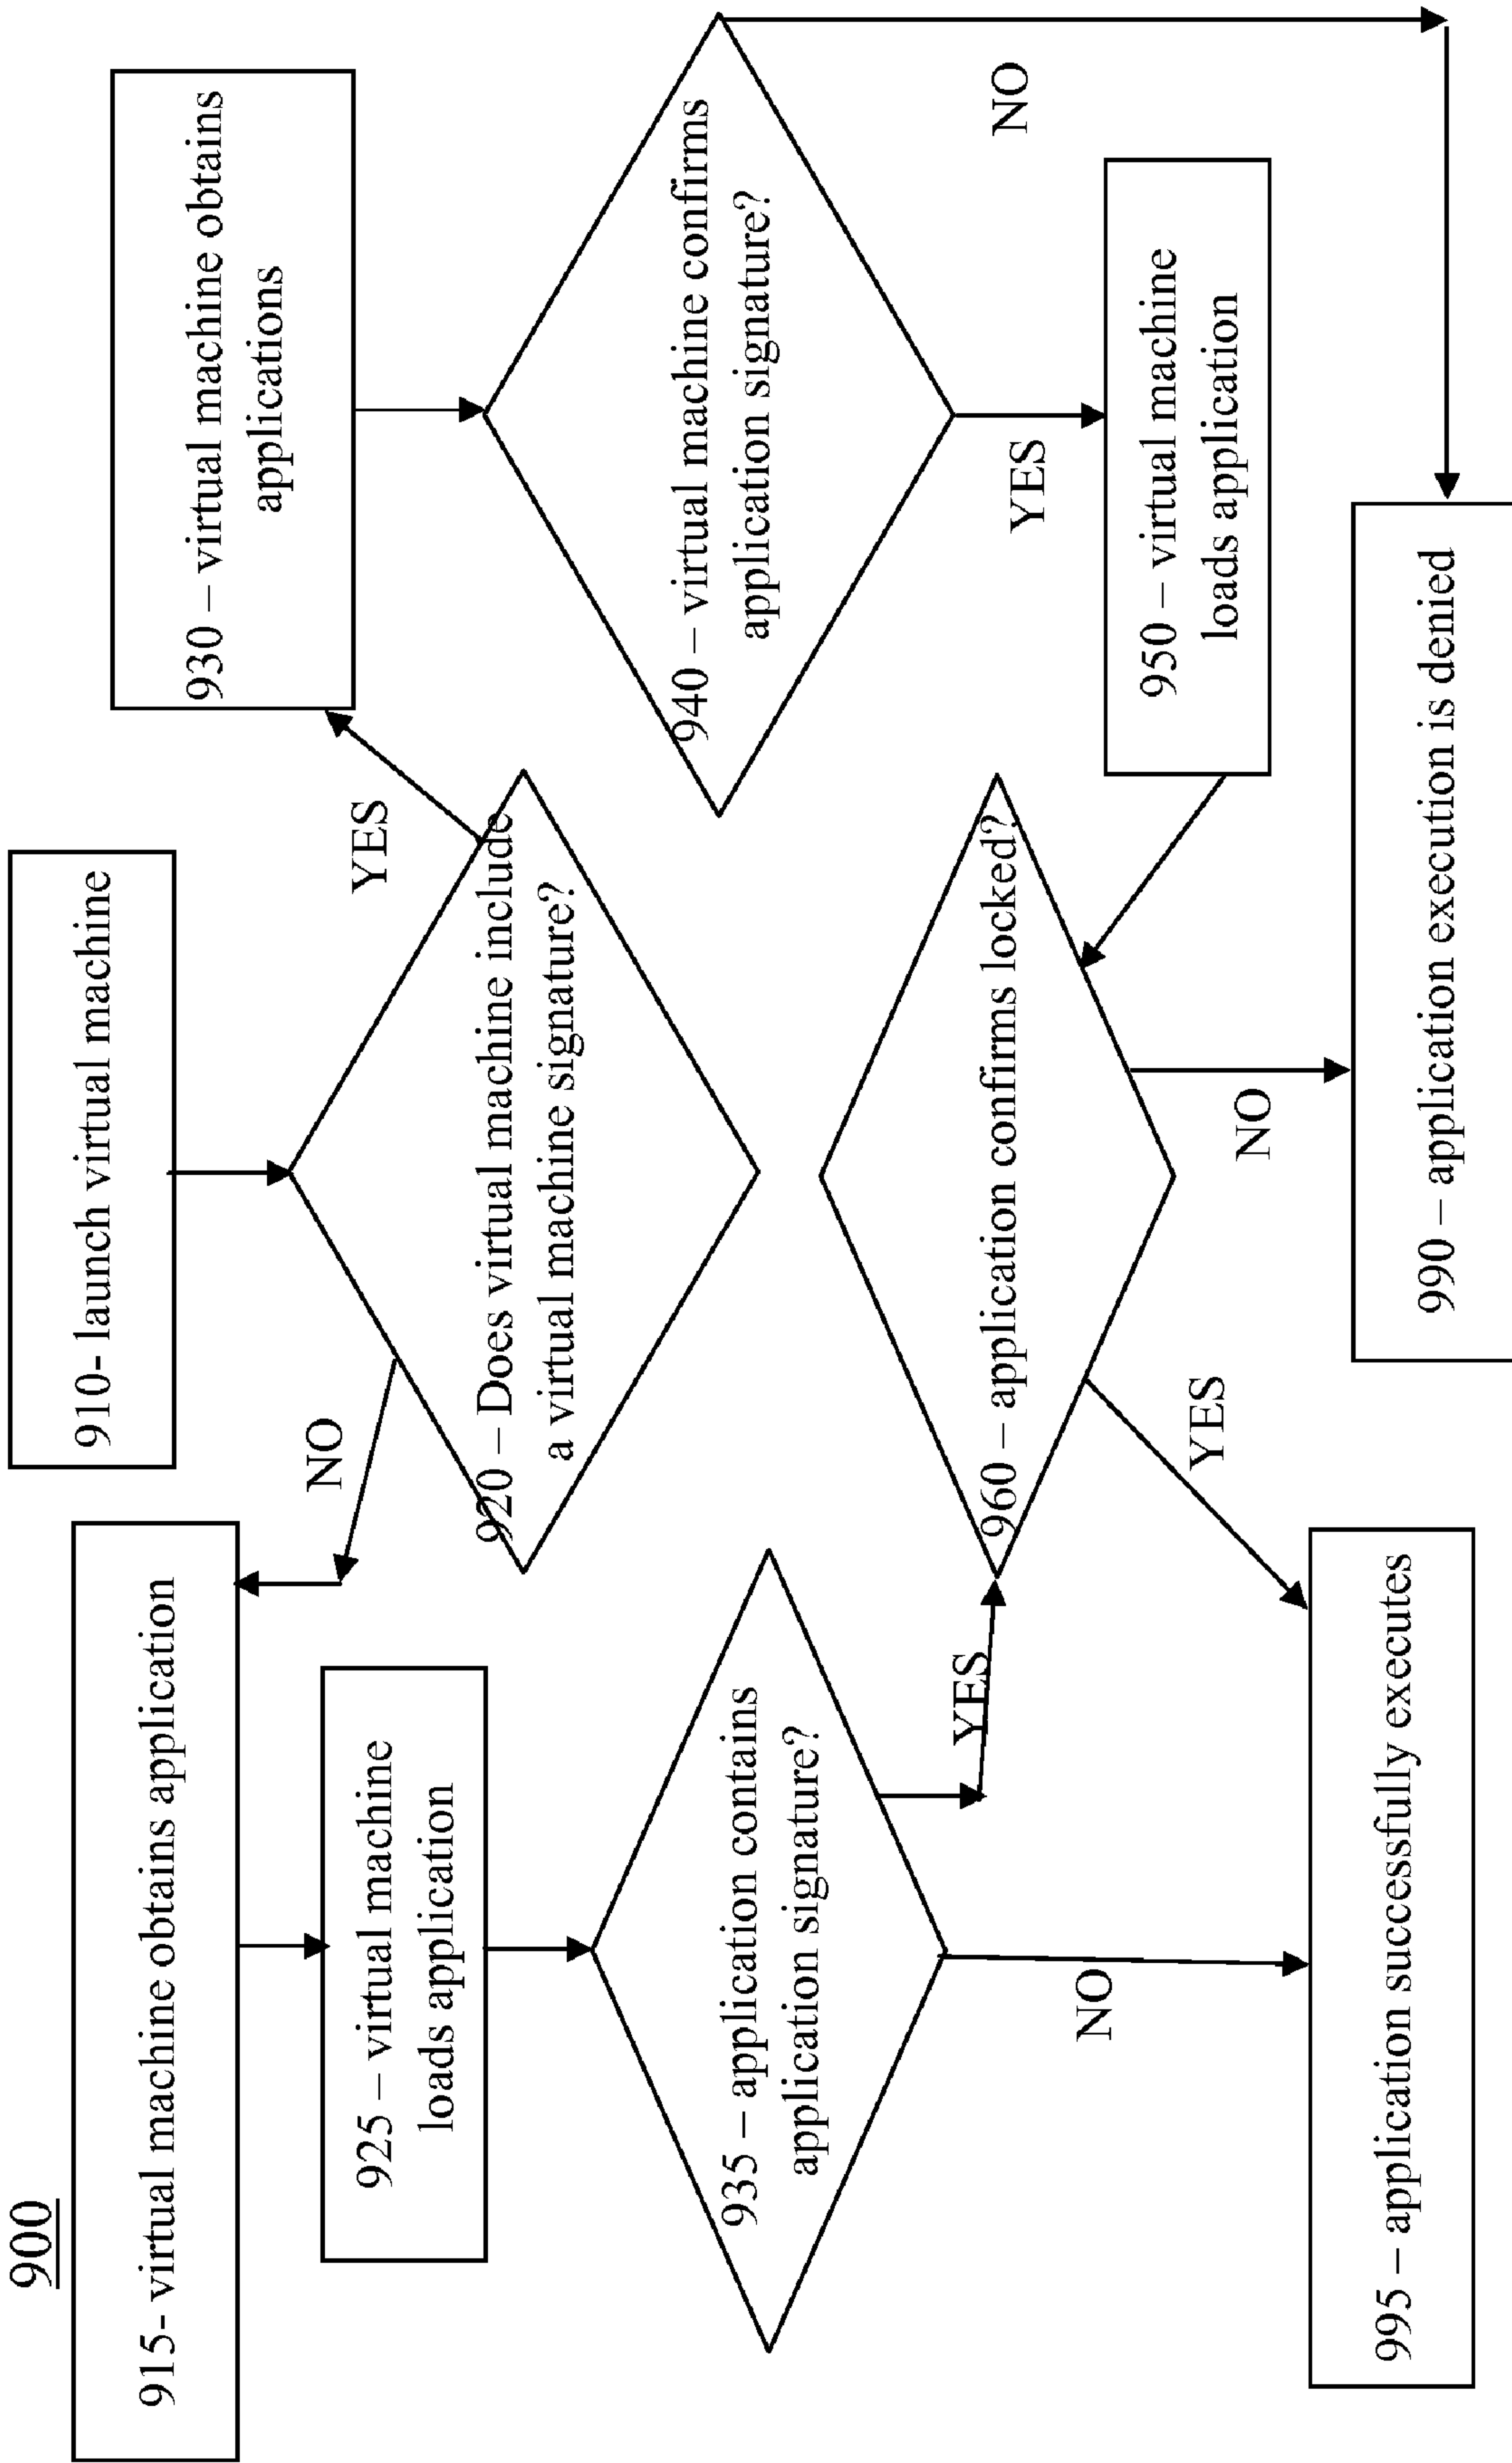 900
910- launch virtual machine
915- virtual machine obtains application
920 – Does virtual machine include
a virtual machine signature?
YES
NO
930 – virtual machine obtains
applications
925 – virtual machine
loads application
940 – virtual machine confirms
application signature?
NO
YES
935 – application contains
application signature?
YES
NO
960 – application confirms locked?
950 – virtual machine
loads application
YES
NO
995 – application successfully executes
990 – application execution is denied